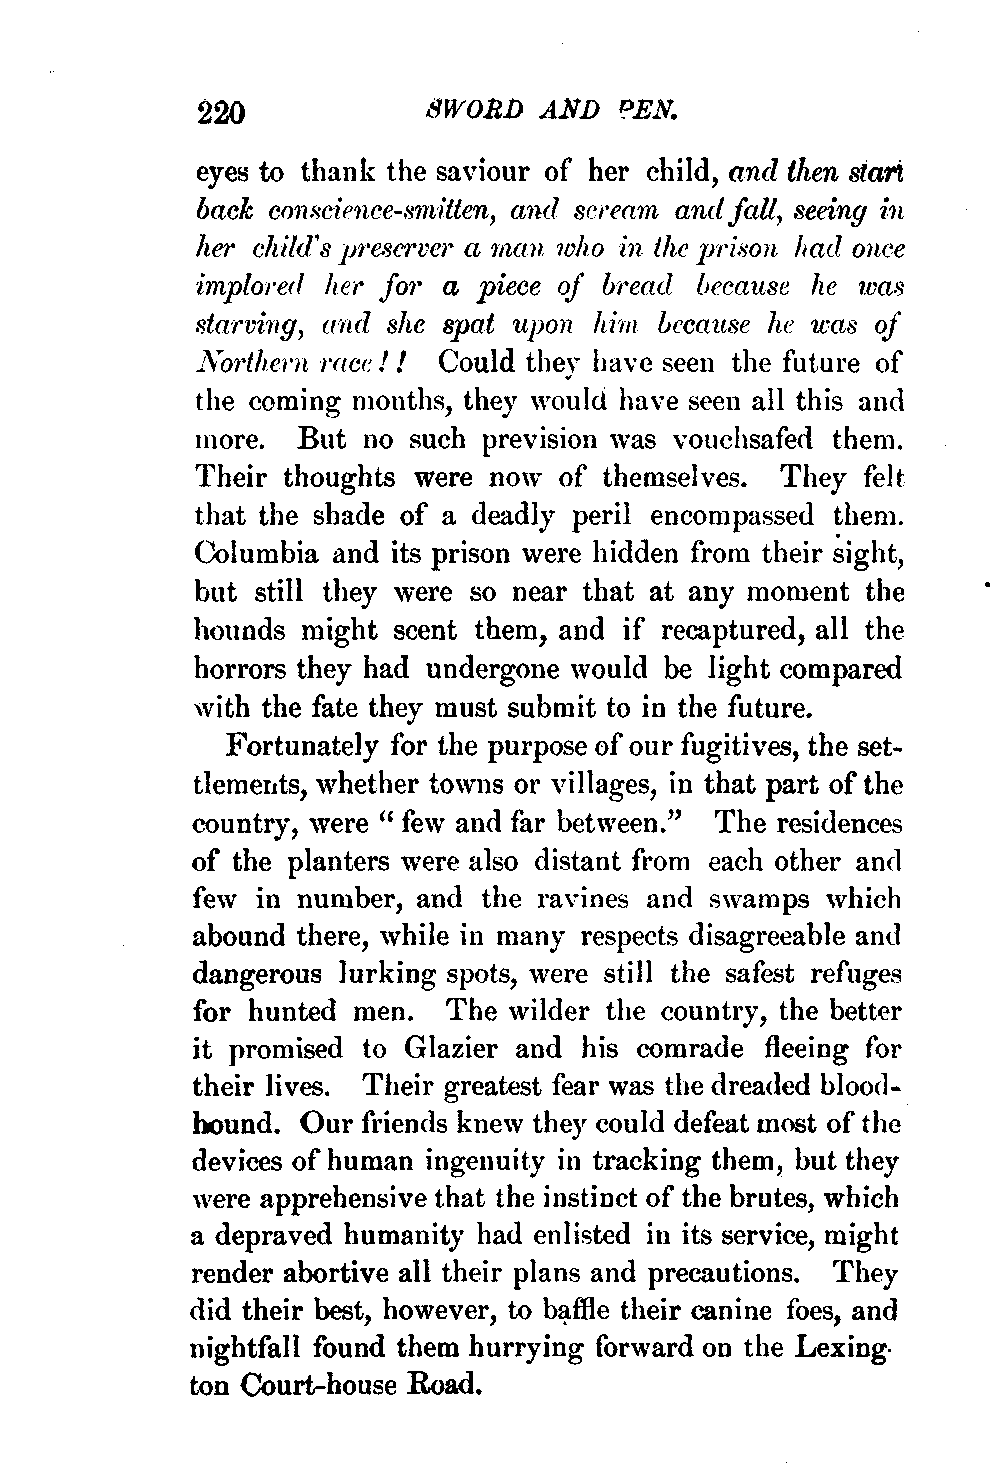 220 SWORD AND PEN.
eyes to thank the saviour of her child, and then start
back conscience-smitten, and scream and fall, seeing in
her child's preserver a man who in the prison had once
implored her for a piece of bread because he was
starving, and she spat upon him because he was of
Northern race!! Could they have seen the future of
the coming months, they would have seen all this and
more. But no such prevision was vouchsafed them.
Their thoughts were now of themselves. They felt
that the shade of a deadly peril encompassed them.
Columbia and its prison were hidden from their sight,
but still they were so near that at any moment the
hounds might scent them, and if recaptured, all the
horrors they had undergone would be light compared
with the fate they must submit to in the future.
Fortunately for the purpose of our fugitives, the set-
tlements, whether towns or villages, in that part of the
country, were “few and far between.” The residences
of the planters were also distant from each other and
few in number, and the ravines and swamps which
abound there, while in many respects disagreeable and
dangerous lurking spots, were still the safest refuges
for hunted men. The wilder the country, the better
it promised to Glazier and his comrade fleeing for
their lives. Their greatest fear was the dreaded blood-
hound. Our friends knew they could defeat most of the
devices of human ingenuity in tracking them, but they
were apprehensive that the instinct of the brutes, which
a depraved humanity had enlisted in its service, might
render abortive all their plans and precautions. They
did their best, however, to baffle their canine foes, and
nightfall found them hurrying forward on the Lexing-
ton Court-house Road.